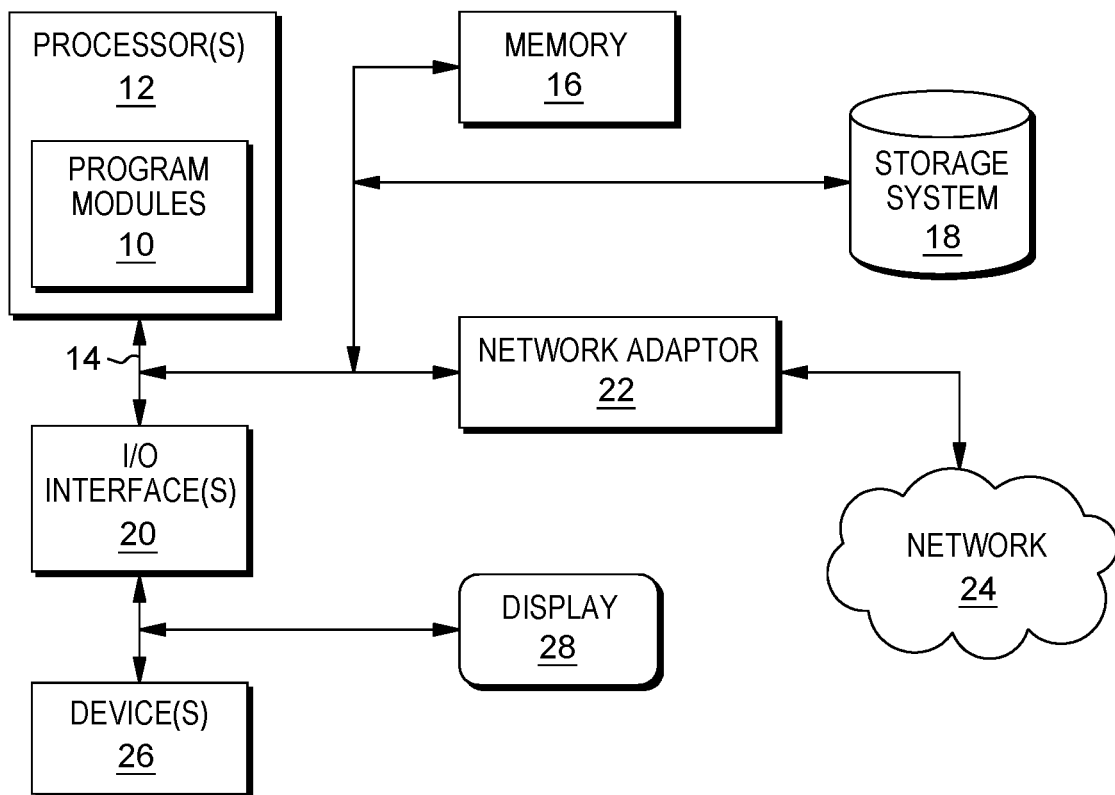 PROCESSOR(S)
12
PROGRAM
MODULES
10
MEMORY
16
STORAGE
SYSTEM
18
14
NETWORK ADAPTOR
22
I/O
INTERFACE(S)
20
NETWORK
24
DISPLAY
28
DEVICE(S)
26